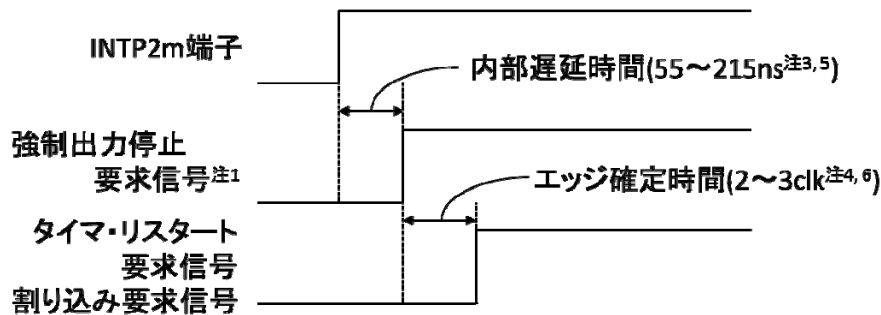 INTP2m端子
内部遅延時間(55～215ns注3, 5)
強制出力停止
要求信号注1
エッジ確定時間(2～3clk注4, 6)
タイマ・リスタート
要求信号
割り込み要求信号